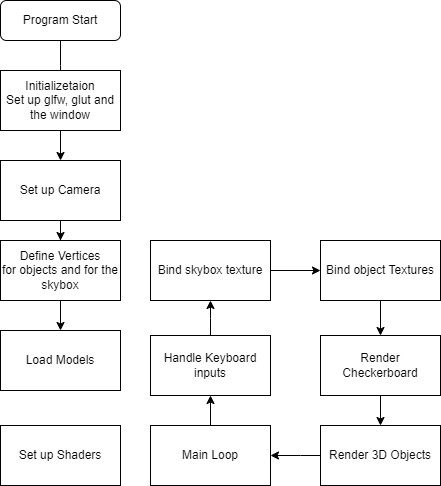 Program Start
Initializetaion
Set up glfw, glut and
the window
Set up Camera
Define Vertices
for objects and for the
skybox
Load Models
Set up Shaders
Bind skybox texture
Bind object Textures
Handle Keyboard
inputs
Render
Checkerboard
Main Loop
Render 3D Objects